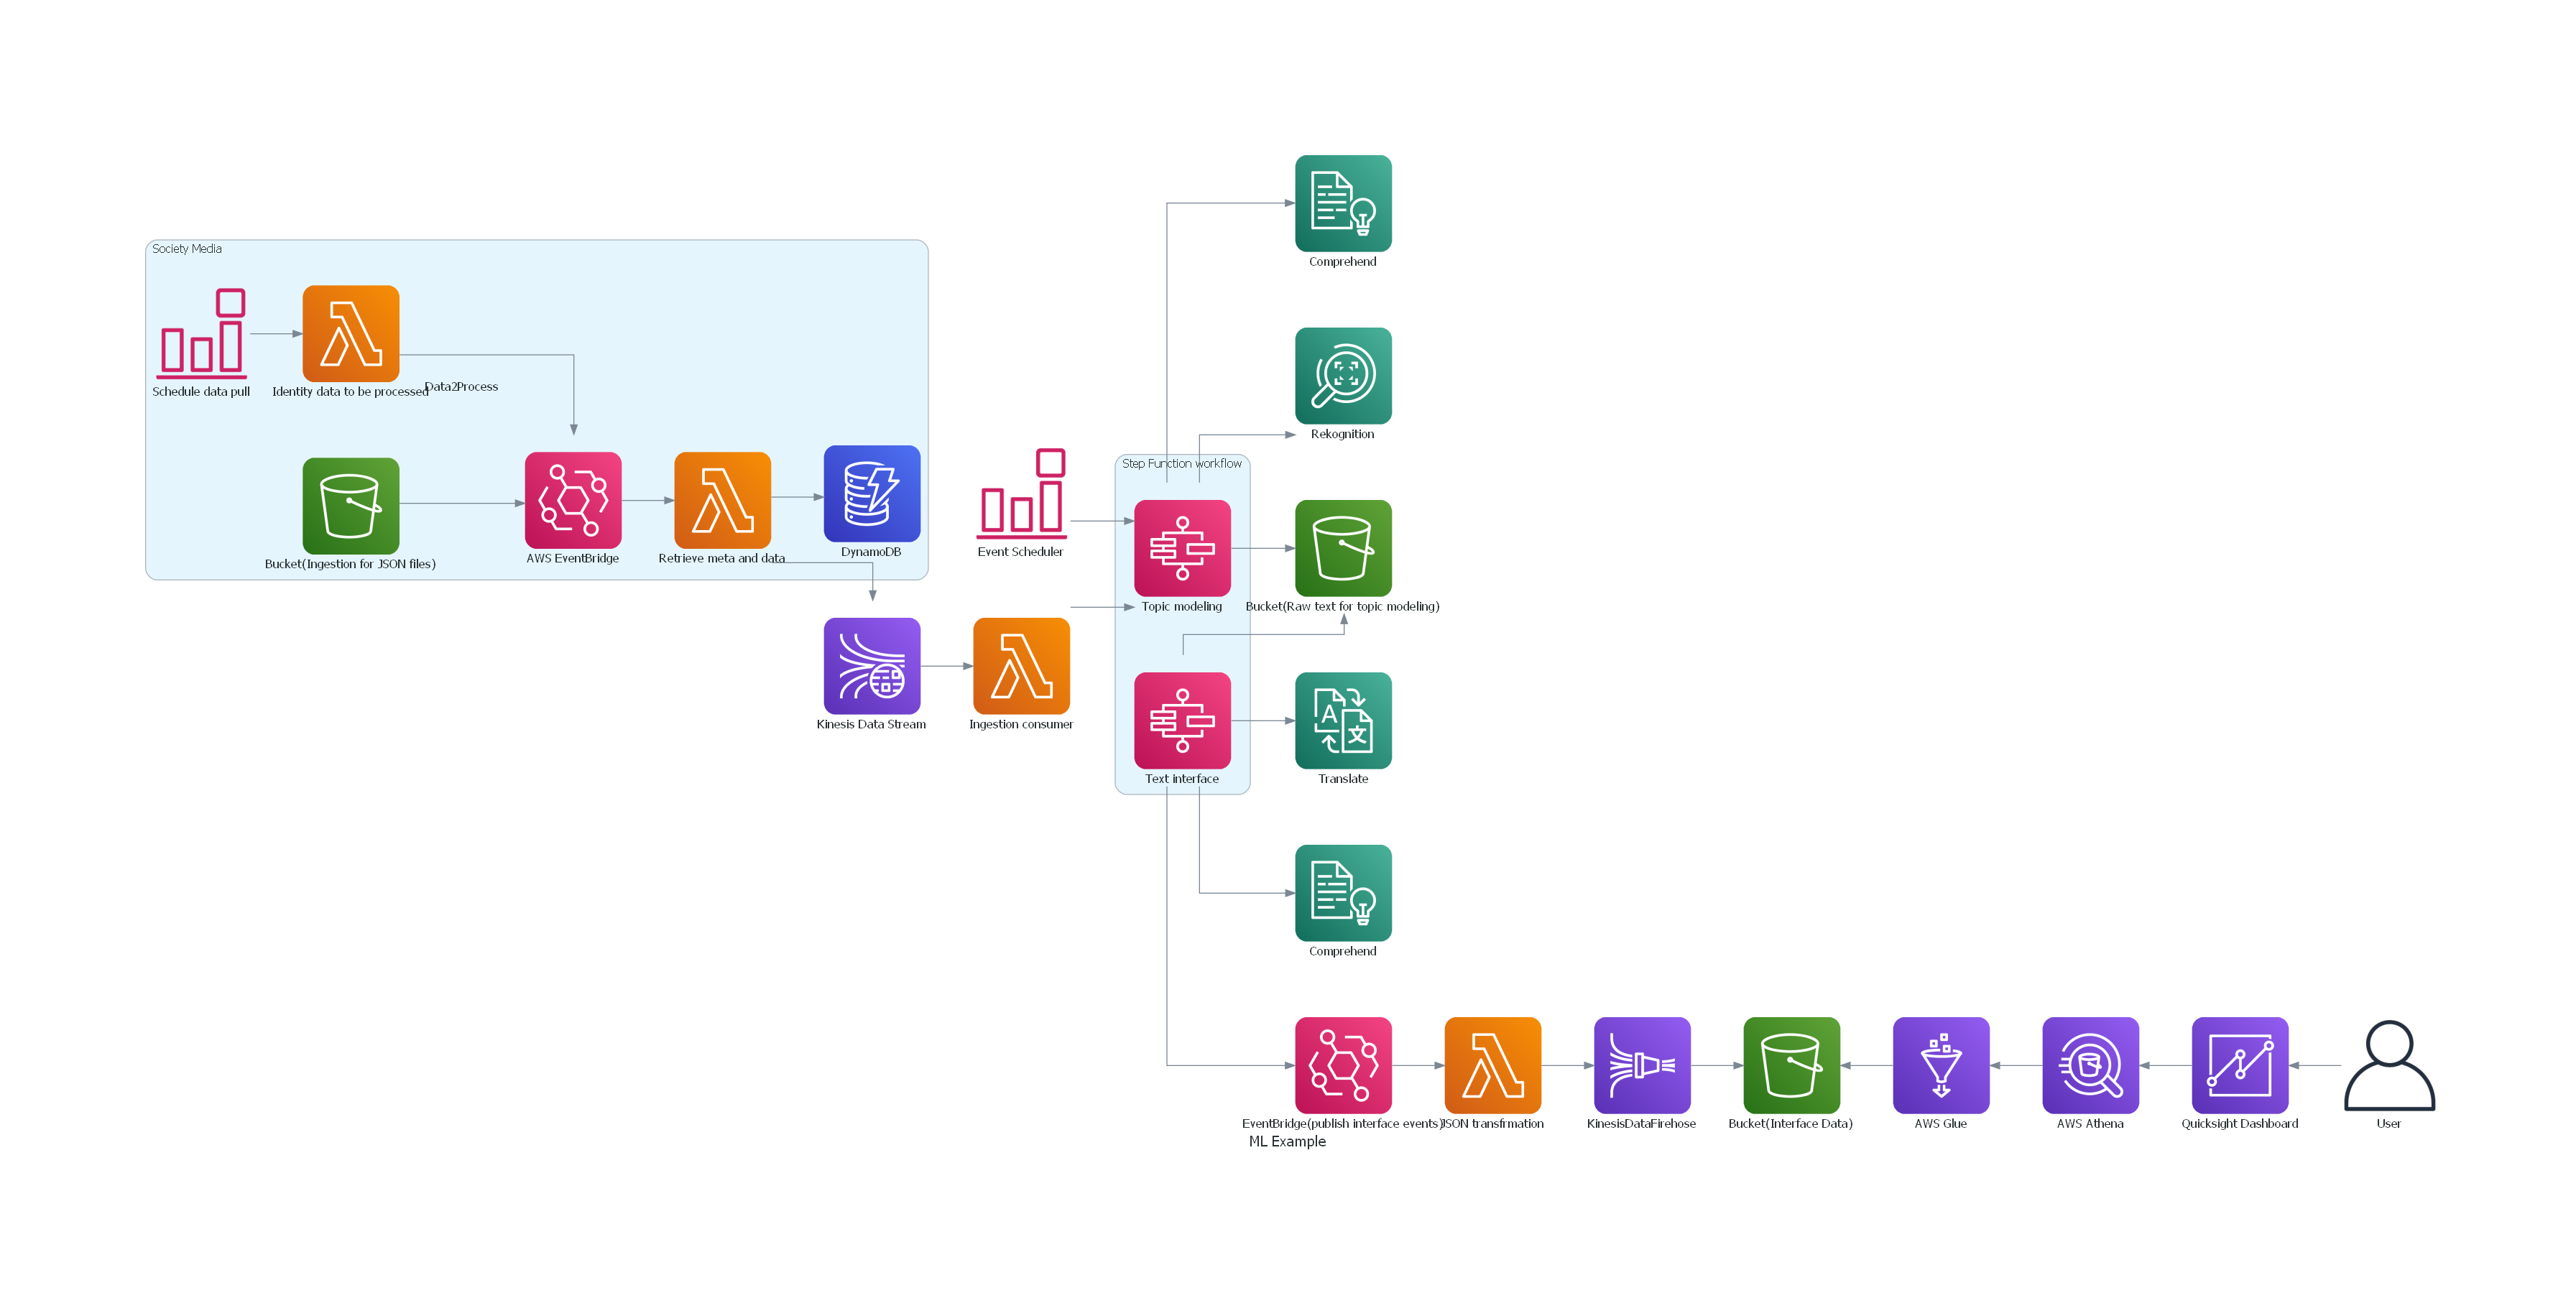 Comprehend
Society Media
Schedule data pull
Identity data to be processed
Data2Process
Rekognition
Step Function workflow
Bucket(Ingestion for JSON files)
AWS EventBridge
Retrieve meta and data
DynamoDB
Event Scheduler
Topic modeling
Bucket(Raw text for topic modeling)
Kinesis Data Stream
Ingestion consumer
Text interface
Translate
A
文
Comprehend
EventBridge(publish interface events)
JSON transfrmation
KinesisDataFirehose
Bucket(Interface Data)
AWS Glue
AWS Athena
Quicksight Dashboard
User
ML Example